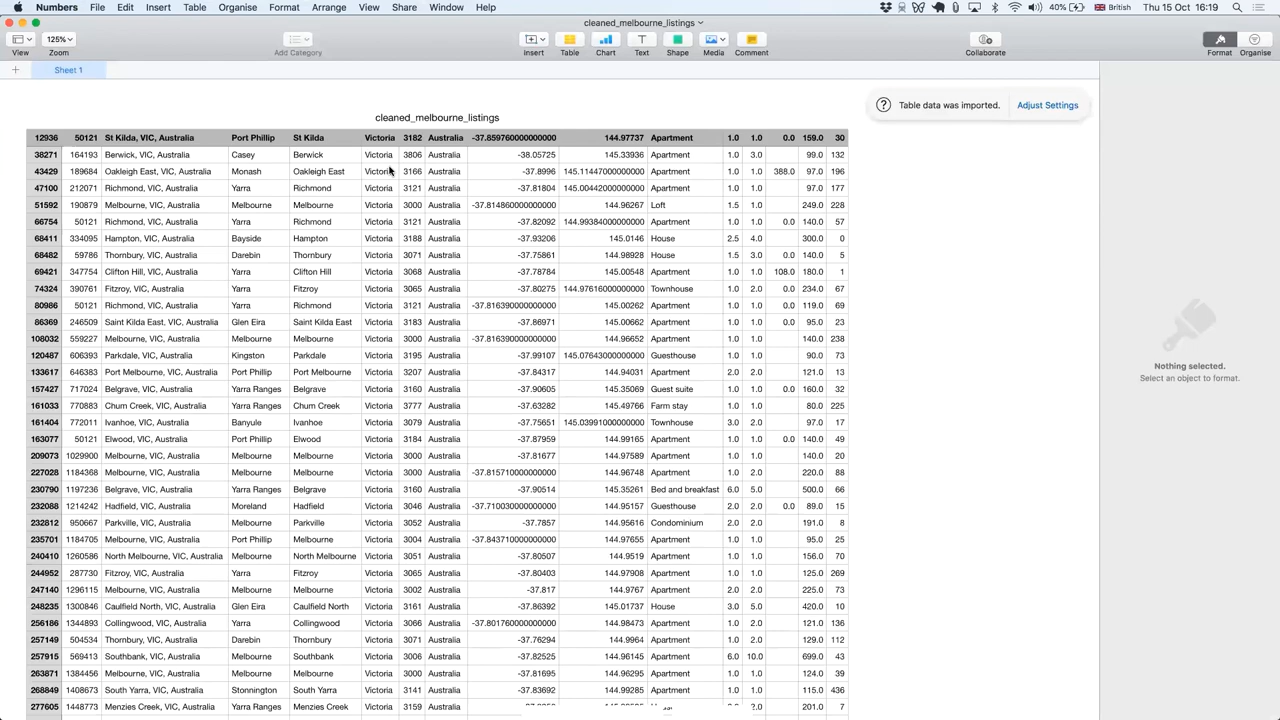 Numbers File Edit Insert Table Organise Format Arrange View Share Window Help 40% British Thu 15 Oct 16:19
cleaned_melbourne_listings
125%
View Zoom Add Category Insert Table Chart Text Shape Media Comment Collaborate Format Organise
Sheet 1
Table data was imported. Adjust Settings
cleaned_melbourne_listings
12936 50121 St Kilda, VIC, Australia Port Phillip St Kilda Victoria 3182 Australia -37.859760000000000 144.97737 Apartment 1.0 1.0 0.0 159.0 30
38271 164193 Berwick, VIC, Australia Casey Berwick Victoria 3806 Australia -38.05725 145.33936 Apartment 1.0 3.0 99.0 132
43429 189684 Oakleigh East, VIC, Australia Monash Oakleigh East Victoria 3166 Australia -37.8996 145.11447000000000 Apartment 1.0 1.0 388.0 97.0 196
47100 212071 Richmond, VIC, Australia Yarra Richmond Victoria 3121 Australia -37.81804 145.00442000000000 Apartment 1.0 1.0 97.0 177
51592 190879 Melbourne, VIC, Australia Melbourne Melbourne Victoria 3000 Australia -37.814860000000000 144.96267 Loft 1.5 1.0 249.0 228
66754 50121 Richmond, VIC, Australia Yarra Richmond Victoria 3121 Australia -37.82092 144.99384000000000 Apartment 1.0 1.0 0.0 140.0 57
68411 334095 Hampton, VIC, Australia Bayside Hampton Victoria 3188 Australia -37.93206 145.0146 House 2.5 4.0 300.0 0
68482 59786 Thornbury, VIC, Australia Darebin Thornbury Victoria 3071 Australia -37.75861 144.98928 House 1.5 3.0 0.0 140.0 5
69421 347754 Clifton Hill, VIC, Australia Yarra Clifton Hill Victoria 3068 Australia -37.78784 145.00548 Apartment 1.0 1.0 108.0 180.0 1
74324 390761 Fitzroy, VIC, Australia Yarra Fitzroy Victoria 3065 Australia -37.80275 144.97616000000000 Townhouse 1.0 2.0 0.0 234.0 67
80986 50121 Richmond, VIC, Australia Yarra Richmond Victoria 3121 Australia -37.816390000000000 145.00262 Apartment 1.0 1.0 0.0 119.0 69
86369 246509 Saint Kilda East, VIC, Australia Glen Eira Saint Kilda East Victoria 3183 Australia -37.86971 145.00662 Apartment 1.0 1.0 0.0 95.0 23
108032 559227 Melbourne, VIC, Australia Melbourne Melbourne Victoria 3000 Australia -37.816390000000000 144.96652 Apartment 1.0 1.0 140.0 238
120487 606393 Parkdale, VIC, Australia Kingston Parkdale Victoria 3195 Australia -37.99107 145.07643000000000 Guesthouse 1.0 1.0 90.0 73
133617 646383 Port Melbourne, VIC, Australia Port Phillip Port Melbourne Victoria 3207 Australia -37.84317 144.94031 Apartment 2.0 2.0 121.0 13
157427 717024 Belgrave, VIC, Australia Yarra Ranges Belgrave Victoria 3160 Australia -37.90605 145.35069 Guest suite 1.0 1.0 0.0 160.0 32
161033 770883 Chum Creek, VIC, Australia Yarra Ranges Chum Creek Victoria 3777 Australia -37.63282 145.49766 Farm stay 1.0 1.0 80.0 225
161404 772011 Ivanhoe, VIC, Australia Banyule Ivanhoe Victoria 3079 Australia -37.75651 145.03991000000000 Townhouse 3.0 2.0 97.0 17
163077 50121 Elwood, VIC, Australia Port Phillip Elwood Victoria 3184 Australia -37.87959 144.99165 Apartment 1.0 1.0 0.0 140.0 49
209073 1029900 Melbourne, VIC, Australia Melbourne Melbourne Victoria 3000 Australia -37.81677 144.97589 Apartment 1.0 1.0 140.0 20
227028 1184368 Melbourne, VIC, Australia Melbourne Melbourne Victoria 3000 Australia -37.815710000000000 144.96748 Apartment 1.0 2.0 220.0 88
230790 1197236 Belgrave, VIC, Australia Yarra Ranges Belgrave Victoria 3160 Australia -37.90514 145.35261 Bed and breakfast 6.0 5.0 500.0 66
232088 1214242 Hadfield, VIC, Australia Moreland Hadfield Victoria 3046 Australia -37.710030000000000 144.95157 Guesthouse 2.0 2.0 0.0 89.0 15
232812 950667 Parkville, VIC, Australia Melbourne Parkville Victoria 3052 Australia -37.7857 144.95616 Condominium 2.0 2.0 191.0 8
235701 1184705 Melbourne, VIC, Australia Port Phillip Melbourne Victoria 3004 Australia -37.843710000000000 144.97655 Apartment 1.0 1.0 95.0 25
240410 1260586 North Melbourne, VIC, Australia Melbourne North Melbourne Victoria 3051 Australia -37.80507 144.9519 Apartment 1.0 1.0 156.0 70
244952 287730 Fitzroy, VIC, Australia Yarra Fitzroy Victoria 3065 Australia -37.80403 144.97908 Apartment 1.0 1.0 125.0 269
247140 1296115 Melbourne, VIC, Australia Melbourne Melbourne Victoria 3002 Australia -37.817 144.9767 Apartment 2.0 2.0 225.0 73
248235 1300846 Caulfield North, VIC, Australia Glen Eira Caulfield North Victoria 3161 Australia -37.86392 145.01737 House 3.0 5.0 420.0 10
256186 1344893 Collingwood, VIC, Australia Yarra Collingwood Victoria 3066 Australia -37.801760000000000 144.98473 Apartment 1.0 2.0 121.0 136
257149 504534 Thornbury, VIC, Australia Darebin Thornbury Victoria 3071 Australia -37.76294 144.9964 Apartment 1.0 2.0 129.0 112
257915 569413 Southbank, VIC, Australia Melbourne Southbank Victoria 3006 Australia -37.82525 144.96145 Apartment 6.0 10.0 699.0 43
263871 1384456 Melbourne, VIC, Australia Melbourne Melbourne Victoria 3000 Australia -37.81695 144.96295 Apartment 1.0 1.0 124.0 39
268849 1408673 South Yarra, VIC, Australia Stonnington South Yarra Victoria 3141 Australia -37.83692 144.99285 Apartment 1.0 1.0 115.0 436
277605 1448773 Menzies Creek, VIC, Australia Yarra Ranges Menzies Creek Victoria 3159 Australia 201.0 7
Nothing selected.
Select an object to format.